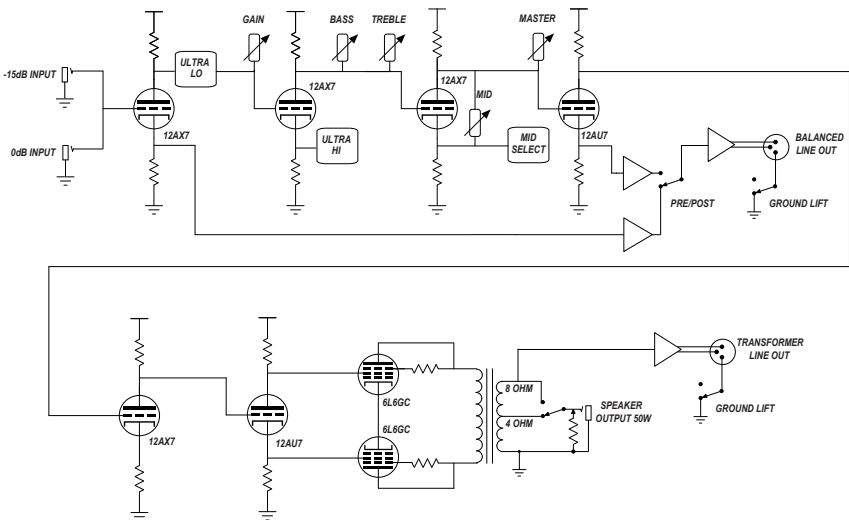 GAIN
BASS
TREBLE
MASTER
-15dB INPUT
ULTRA
LO
12AX7
12AX7
MID
0dB INPUT
12AX7
ULTRA
HI
MID
SELECT
12AU7
BALANCED
LINE OUT
PRE/POST
GROUND LIFT
TRANSFORMER
LINE OUT
8 OHM
6L6GC
SPEAKER
OUTPUT 50W
GROUND LIFT
4 OHM
6L6GC
12AX7
12AU7